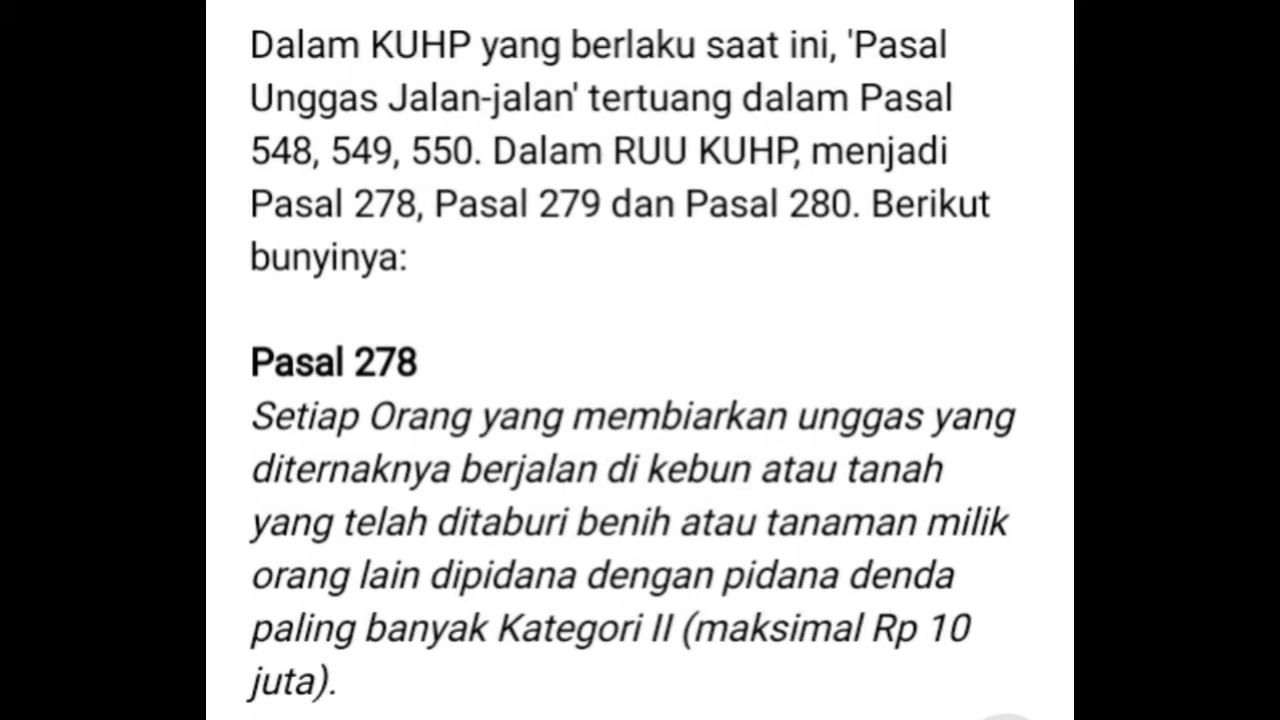 Dalam KUHP yang berlaku saat ini, 'Pasal
Unggas Jalan-jalan' tertuang dalam Pasal
548, 549, 550. Dalam RUU KUHP, menjadi
Pasal 278, Pasal 279 dan Pasal 280. Berikut
bunyinya:
Pasal 278
Setiap Orang yang membiarkan unggas yang
diternaknya berjalan di kebun atau tanah
yang telah ditaburi benih atau tanaman milik
orang lain dipidana dengan pidana denda
paling banyak Kategori II (maksimal Rp 10
juta).